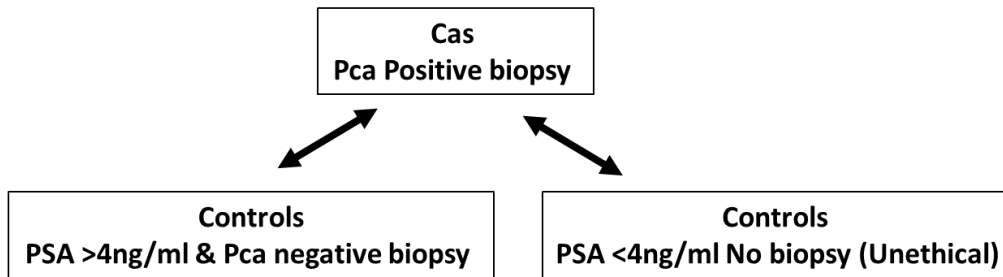 Cas
Pca Positive biopsy
Controls
PSA >4ng/ml & Pca negative biopsy
Controls
PSA <4ng/ml No biopsy (Unethical)